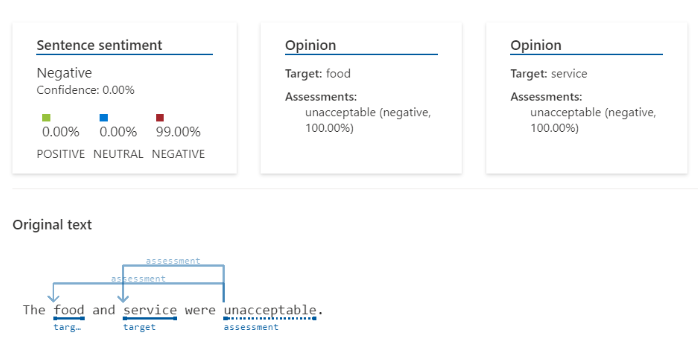 Sentence sentiment
Negative
Confidence: 0.00%
0.00% 0.00% 99.00%
POSITIVE NEUTRAL NEGATIVE
Opinion
Target: food
Assessments:
unacceptable (negative,
100.00%)
Opinion
Target: service
Assessments:
unacceptable (negative,
100.00%)
Original text
assessment
assessment
The food and service were unacceptable.
targ… target assessment